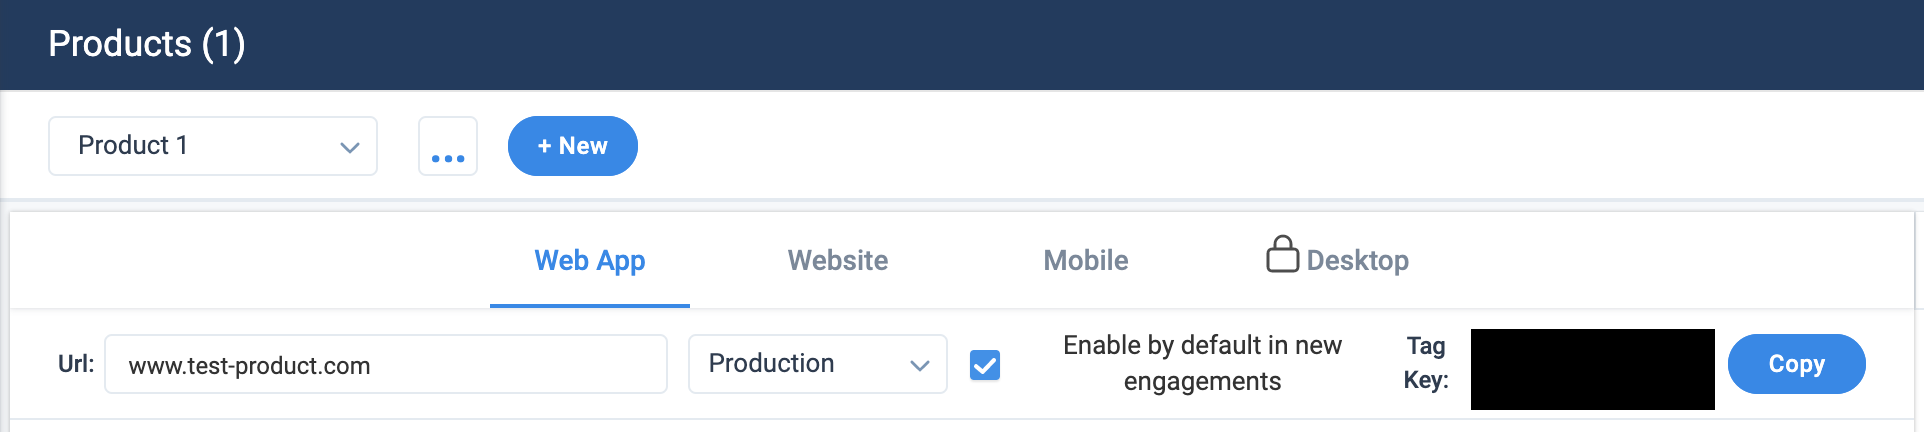 Products (1)
Product 1 ... + New
Web App Website Mobile Desktop
Url: www.test-product.com Production Enable by default in new engagements Tag Key: Copy